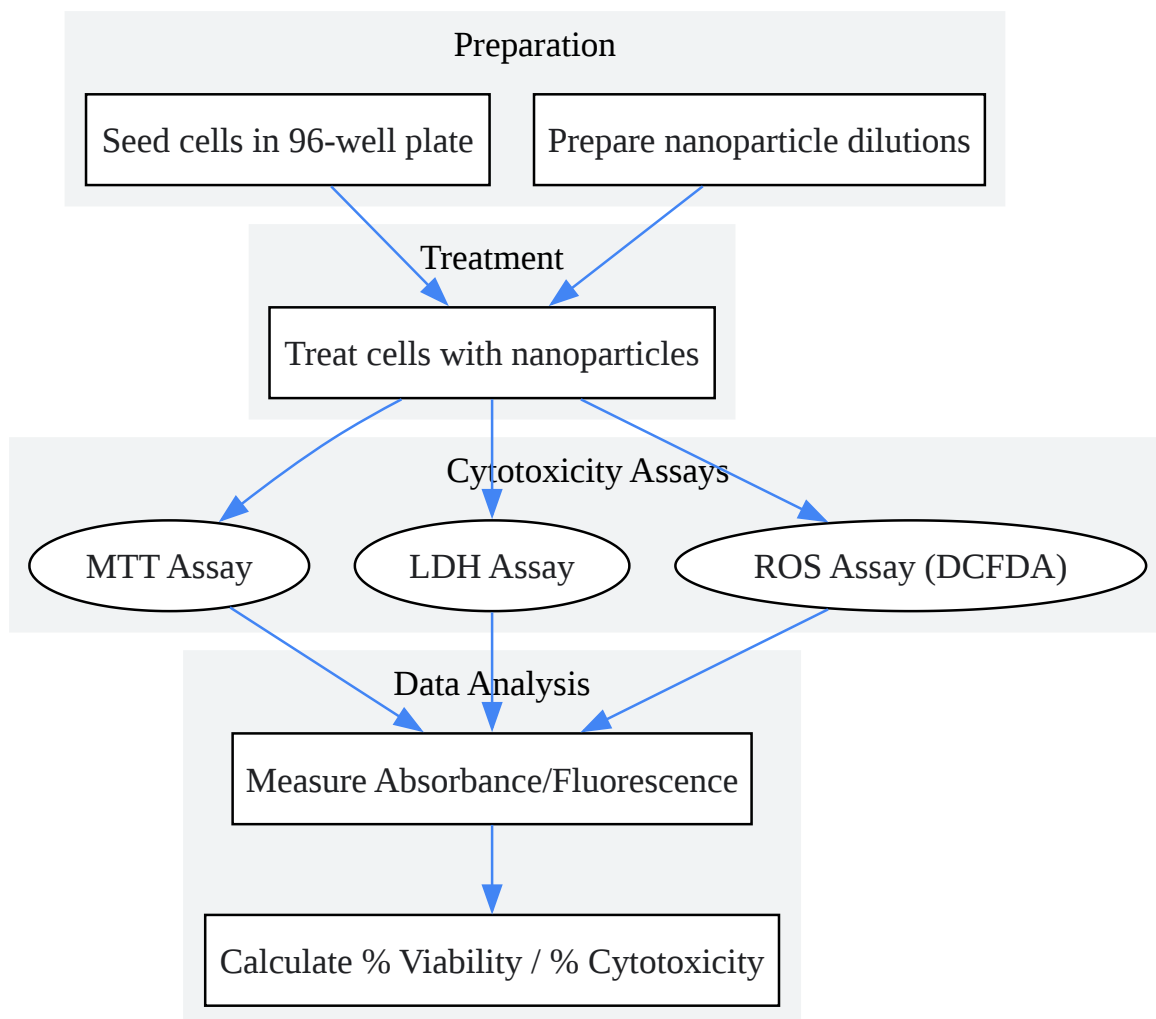 Preparation
Seed cells in 96-well plate
Prepare nanoparticle dilutions
Treatment
Treat cells with nanoparticles
Cytotoxicity Assays
MTT Assay
LDH Assay
ROS Assay (DCFDA)
Data Analysis
Measure Absorbance/Fluorescence
Calculate % Viability / % Cytotoxicity